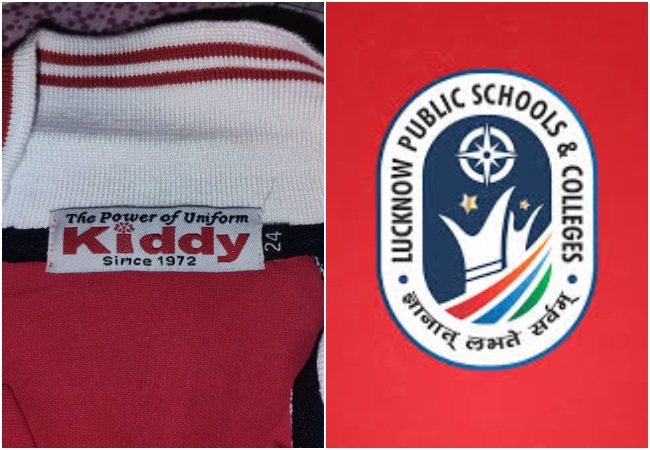 The Power of Uniform
Kiddy
Since 1972
24
LUCKNOW PUBLIC SCHOOLS & COLLEGES
ज्ञानात् लभते सर्वम्